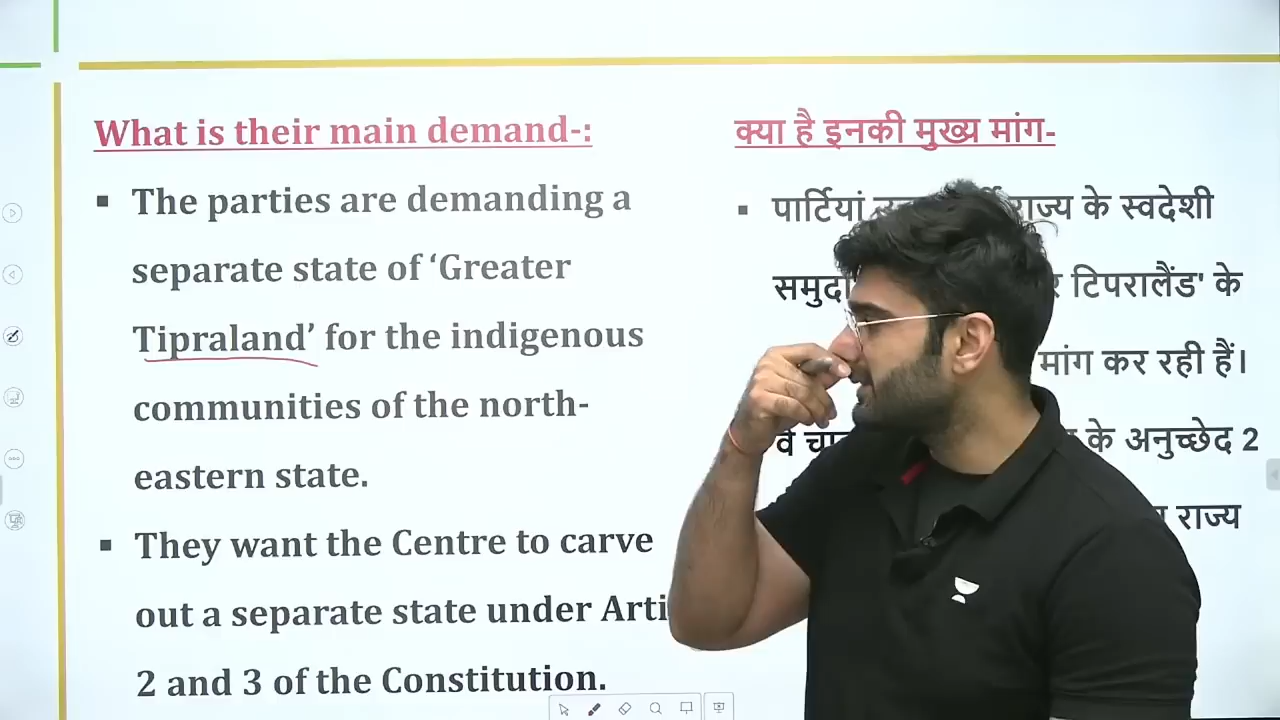 What is their main demand-:
The parties are demanding a
separate state of ‘Greater
Tipraland’ for the indigenous
communities of the north-
eastern state.
They want the Centre to carve
out a separate state under
2 and 3 of the Constitution.
क्या है इनकी मुख्य मांग-
पार्टियां राज्य के स्वदेशी
टिपरालैंड' के
मांग कर रही हैं।
वे के अनुच्छेद 2
राज्य